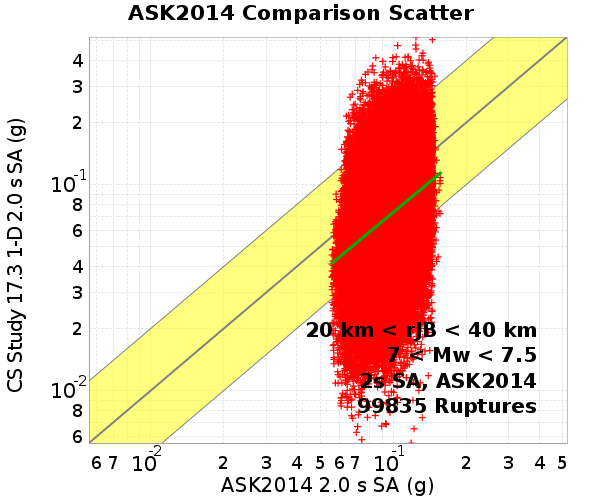 ASK2014 Comparison Scatter
CS Study 17.3 1-D 2.0 s SA (g)
4
3
2
10-1
8
6
4
3
2
10-2
8
6
20 km < rJB < 40 km
7 < Mw < 7.5
2s SA, ASK2014
99835 Ruptures
6 7 10-2 2 3 4 5 6 7 10-1 2 3 4 5
ASK2014 2.0 s SA (g)